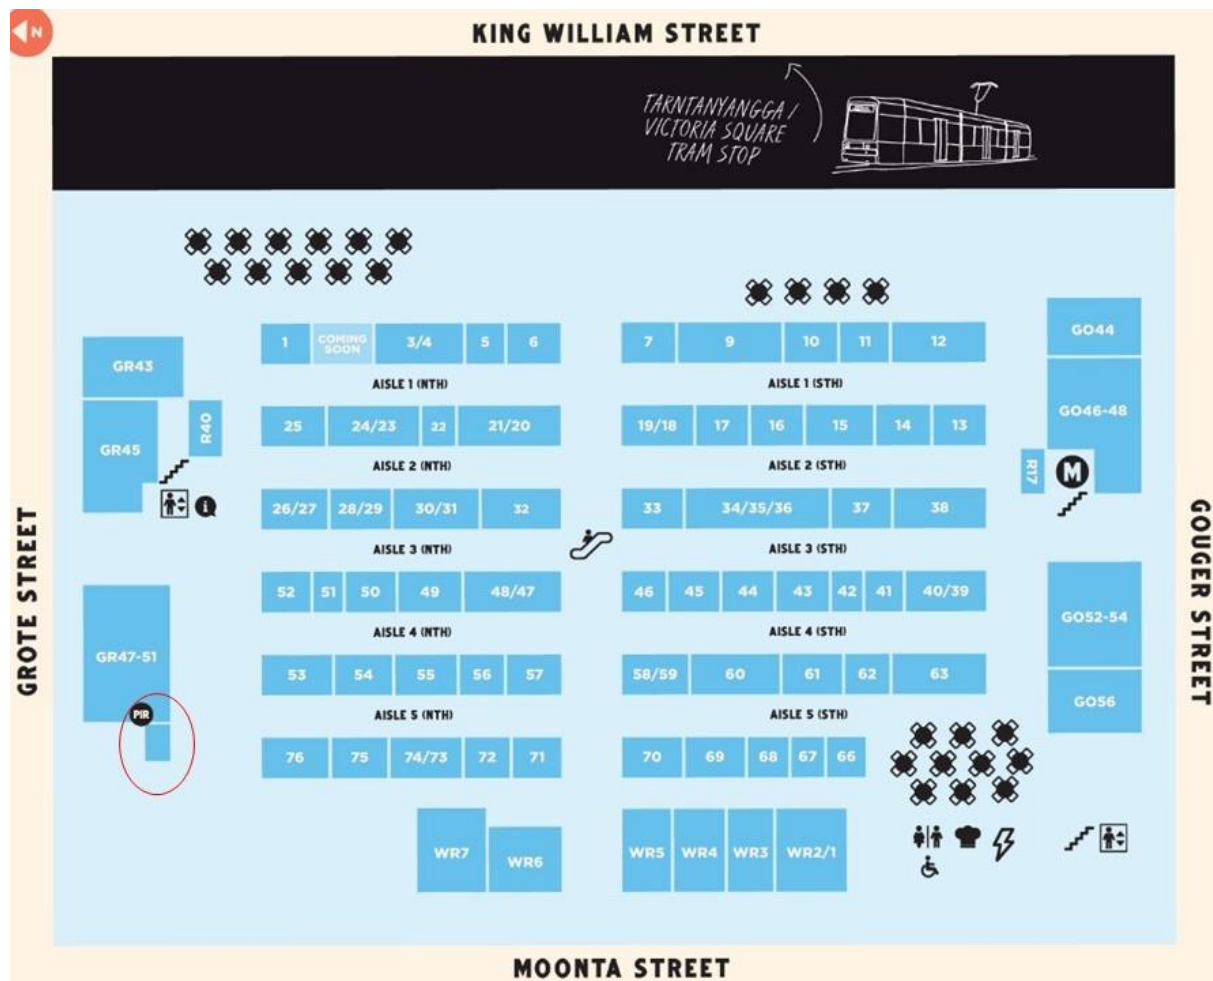 N
KING WILLIAM STREET
TARNTANYANGGA /
VICTORIA SQUARE
TRAM STOP
GO44
1
COMING
SOON
3/4
5
6
7
9
10
11
12
GR43
AISLE 1 (NTH)
AISLE 1 (STH)
GO46-48
R40
25
24/23
22
21/20
19/18
17
16
15
14
13
GR45
AISLE 2 (NTH)
AISLE 2 (STH)
R17
M
i
26/27
28/29
30/31
32
33
34/35/36
37
38
AISLE 3 (NTH)
AISLE 3 (STH)
GROTE STREET
GOUGER STREET
52
51
50
49
48/47
46
45
44
43
42
41
40/39
GO52-54
AISLE 4 (NTH)
AISLE 4 (STH)
GR47-51
53
54
55
56
57
58/59
60
61
62
63
GO56
PIR
AISLE 5 (NTH)
AISLE 5 (STH)
76
75
74/73
72
71
70
69
68
67
66
WR7
WR6
WR5
WR4
WR3
WR2/1
MOONTA STREET